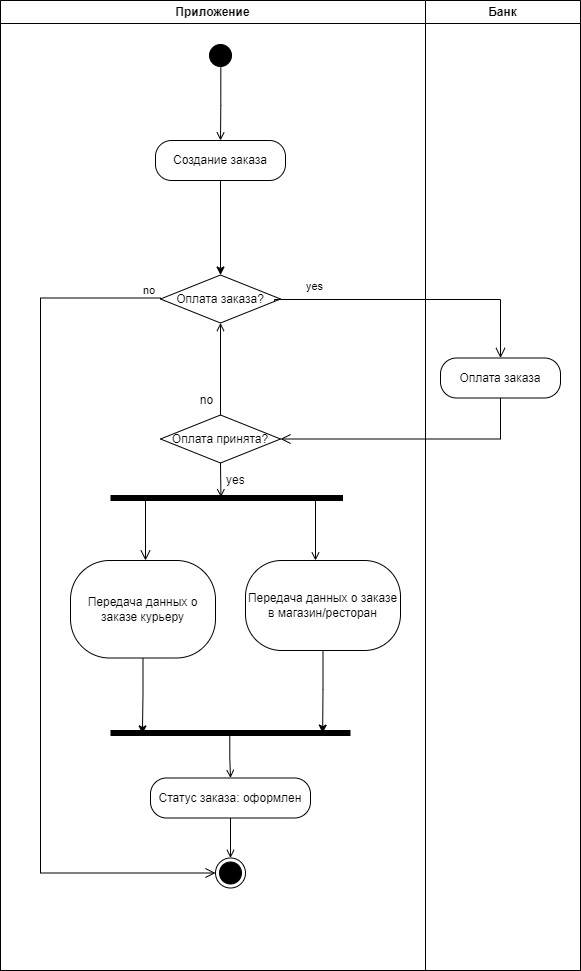 Приложение
Банк
Создание заказа
Оплата заказа?
no
yes
Оплата заказа
no
Оплата принята?
yes
Передача данных о
заказе курьеру
Передача данных о заказе
в магазин/ресторан
Статус заказа: оформлен